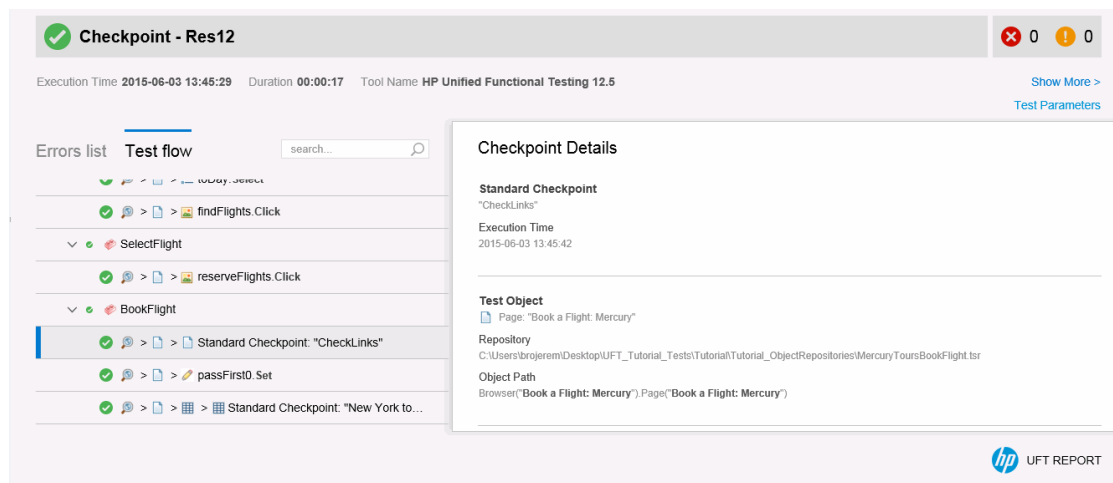 Checkpoint - Res12
0 0
Execution Time 2015-06-03 13:45:29 Duration 00:00:17 Tool Name HP Unified Functional Testing 12.5
Show More >
Test Parameters
Errors list Test flow search...
> > toDay.Select
> > findFlights.Click
SelectFlight
> > reserveFlights.Click
BookFlight
> > Standard Checkpoint: "CheckLinks"
> > passFirst0.Set
> > > Standard Checkpoint: "New York to...
Checkpoint Details
Standard Checkpoint
"CheckLinks"
Execution Time
2015-06-03 13:45:42
Test Object
Page: "Book a Flight: Mercury"
Repository
C:\Users\brojerem\Desktop\UFT_Tutorial_Tests\Tutorial\Tutorial_ObjectRepositories\MercuryToursBookFlight.tsr
Object Path
Browser("Book a Flight: Mercury").Page("Book a Flight: Mercury")
hp UFT REPORT